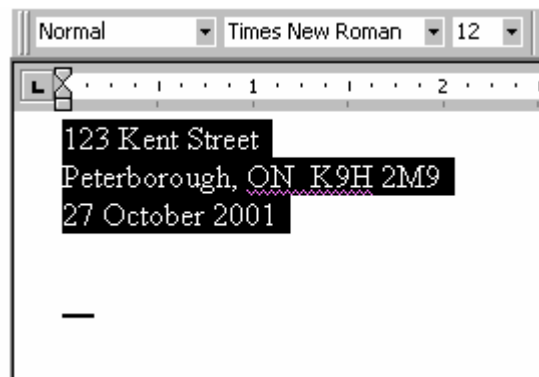 Normal Times New Roman 12
L 1 2
123 Kent Street
Peterborough, ON  K9H 2M9
27 October 2001